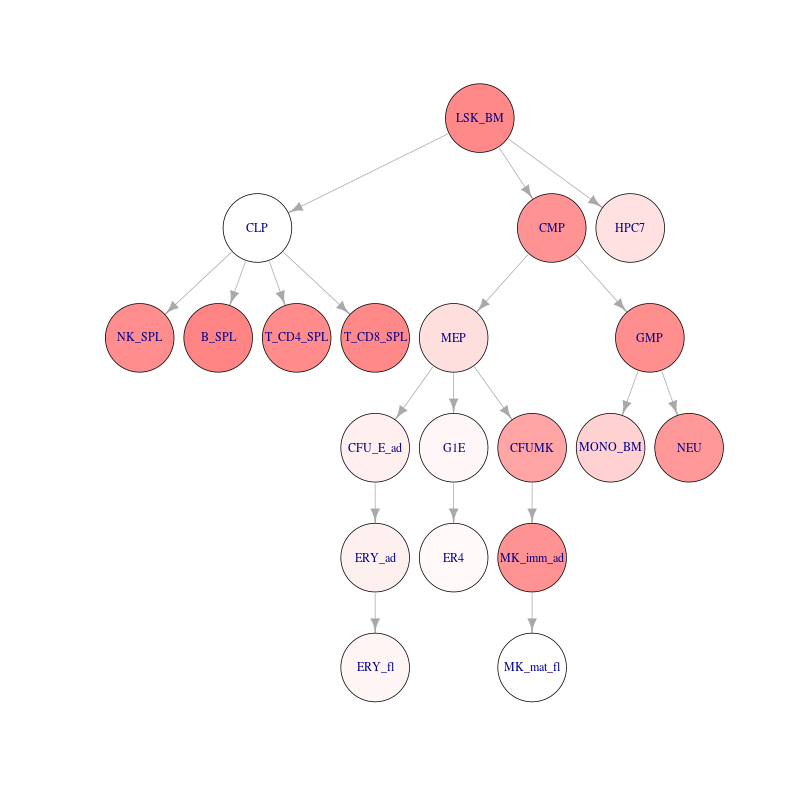 LSK_BM
CLP
CMP
HPC7
NK_SPL
B_SPL
T_CD4_SPL
T_CD8_SPL
MEP
GMP
CFU_E_ad
G1E
CFUMK
MONO_BM
NEU
ERY_ad
ER4
MK_imm_ad
ERY_fl
MK_mat_fl